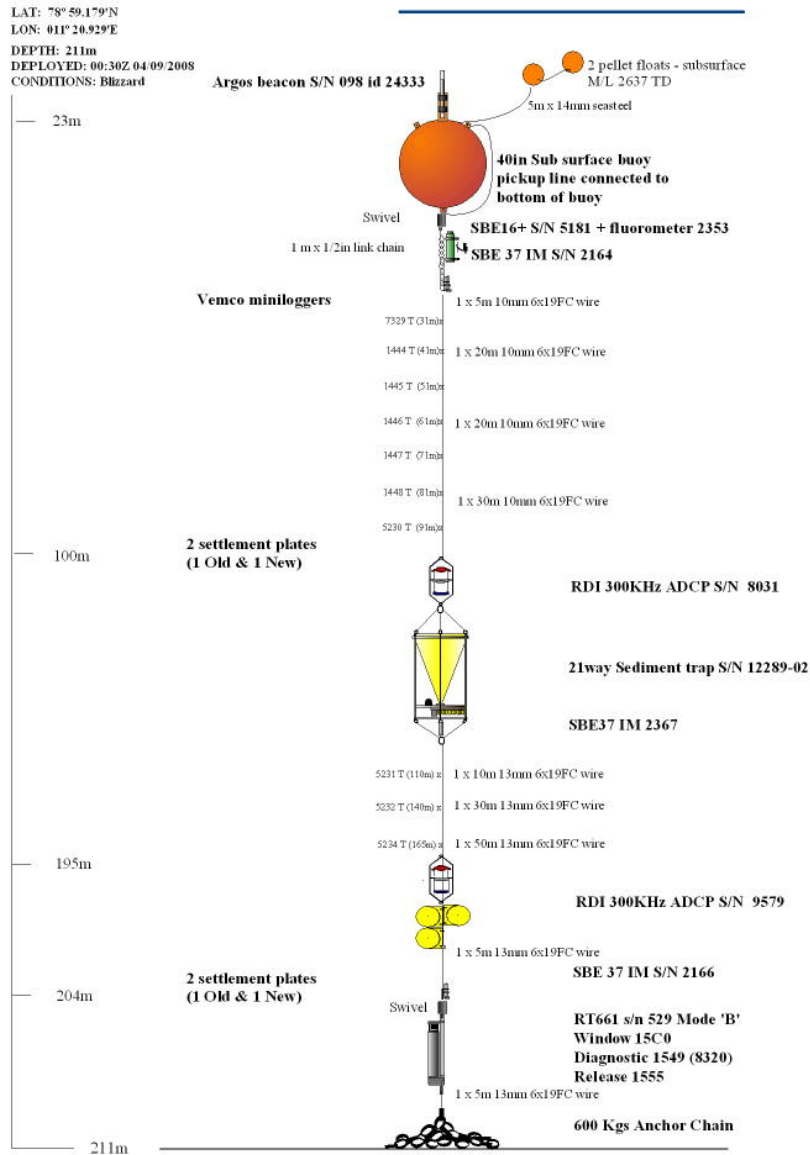 LAT: 78° 59.179'N
LON: 011° 20.929'E
DEPTH: 211m
DEPLOYED: 00:30Z 04/09/2008
CONDITIONS: Blizzard
Argos beacon S/N 098 id 24333
2 pellet floats - subsurface
M/L 2637 TD
5m x 14mm seasteel
23m
40in Sub surface buoy
pickup line connected to
bottom of buoy
Swivel
SBE16+ S/N 5181 + fluorometer 2353
1 m x 1/2in link chain
SBE 37 IM S/N 2164
Vemco miniloggers
1 x 5m 10mm 6x19FC wire
7329 T (31m)x
1444 T (41m)x
1 x 20m 10mm 6x19FC wire
1445 T (51m)x
1446 T (61m)x
1 x 20m 10mm 6x19FC wire
1447 T (71m)x
1448 T (81m)x
1 x 30m 10mm 6x19FC wire
5230 T (91m)x
2 settlement plates
(1 Old & 1 New)
100m
RDI 300KHz ADCP S/N 8031
21way Sediment trap S/N 12289-02
SBE37 IM 2367
5231 T (110m) x
1 x 10m 13mm 6x19FC wire
5232 T (140m) x
1 x 30m 13mm 6x19FC wire
5234 T (165m) x
1 x 50m 13mm 6x19FC wire
195m
RDI 300KHz ADCP S/N 9579
1 x 5m 13mm 6x19FC wire
SBE 37 IM S/N 2166
2 settlement plates
(1 Old & 1 New)
204m
Swivel
RT661 s/n 529 Mode 'B'
Window 15C0
Diagnostic 1549 (8320)
Release 1555
1 x 5m 13mm 6x19FC wire
600 Kgs Anchor Chain
211m